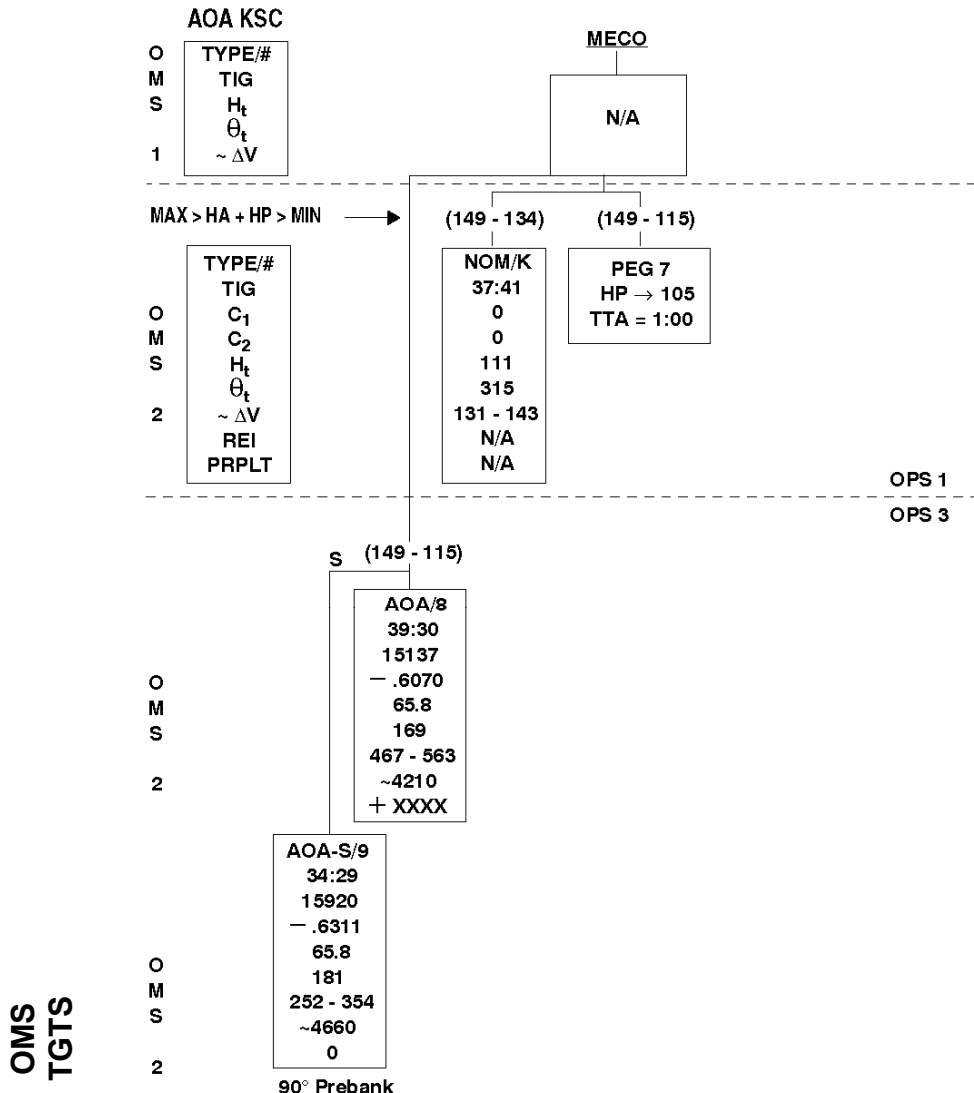 AOA KSC
O
M
S
1
TYPE/#
TIG
Ht
θt
~ ΔV
MECO
N/A
MAX > HA + HP > MIN
(149 - 134)
(149 - 115)
O
M
S
2
TYPE/#
TIG
C1
C2
Ht
θt
~ ΔV
REI
PRPLT
NOM/K
37:41
0
0
111
315
131 - 143
N/A
N/A
PEG 7
HP → 105
TTA = 1:00
OPS 1
OPS 3
S
(149 - 115)
O
M
S
2
AOA/8
39:30
15137
− .6070
65.8
169
467 - 563
~4210
+ XXXX
O
M
S
2
AOA-S/9
34:29
15920
− .6311
65.8
181
252 - 354
~4660
0
90° Prebank
OMS
TGTS